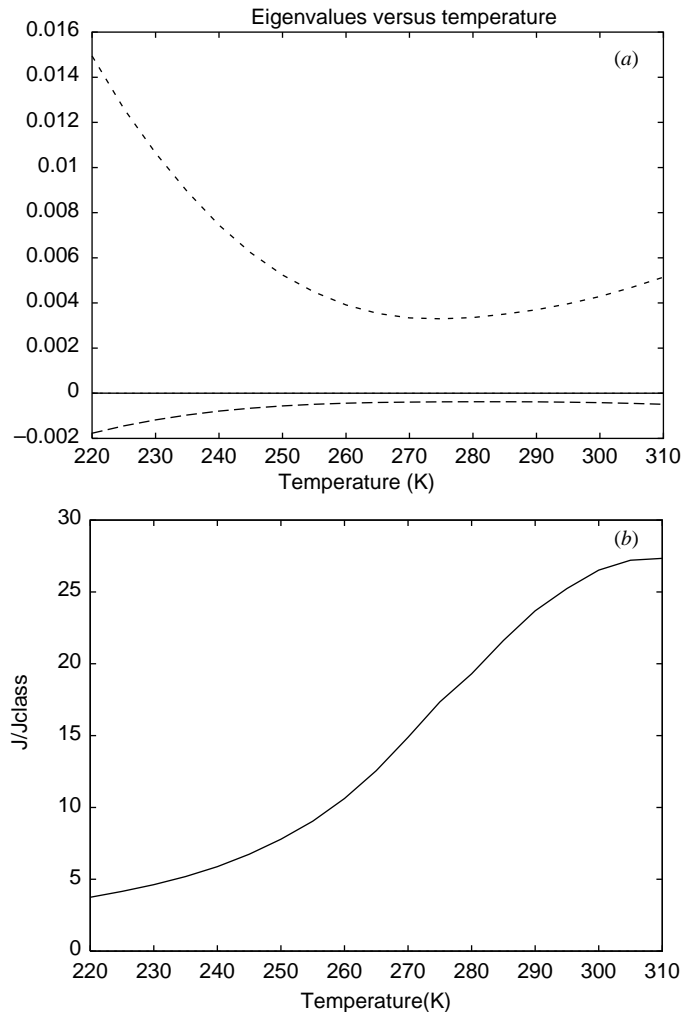 Eigenvalues versus temperature
(a)
0.016
0.014
0.012
0.01
0.008
0.006
0.004
0.002
0
−0.002
220 230 240 250 260 270 280 290 300 310
Temperature (K)
(b)
30
25
20
15
10
5
0
J/Jclass
220 230 240 250 260 270 280 290 300 310
Temperature(K)